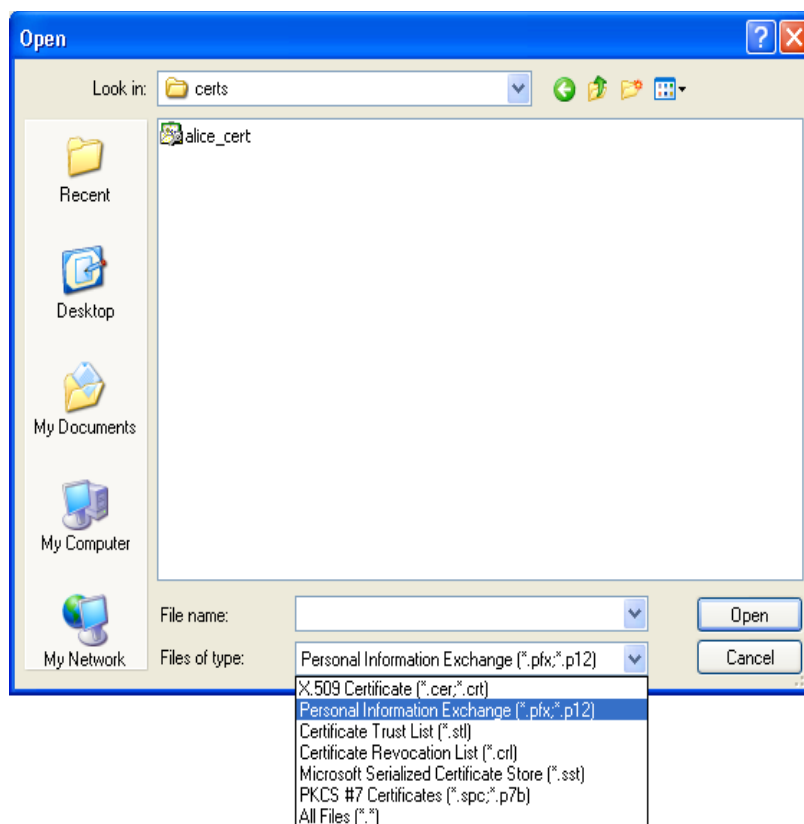 Open
Look in: certs
alice_cert
Recent
Desktop
My Documents
My Computer
My Network
File name: Open
Files of type: Personal Information Exchange (*.pfx;*.p12) Cancel
X.509 Certificate (*.cer;*.crt)
Personal Information Exchange (*.pfx;*.p12)
Certificate Trust List (*.stl)
Certificate Revocation List (*.crl)
Microsoft Serialized Certificate Store (*.sst)
PKCS #7 Certificates (*.spc;*.p7b)
All Files (*.*)